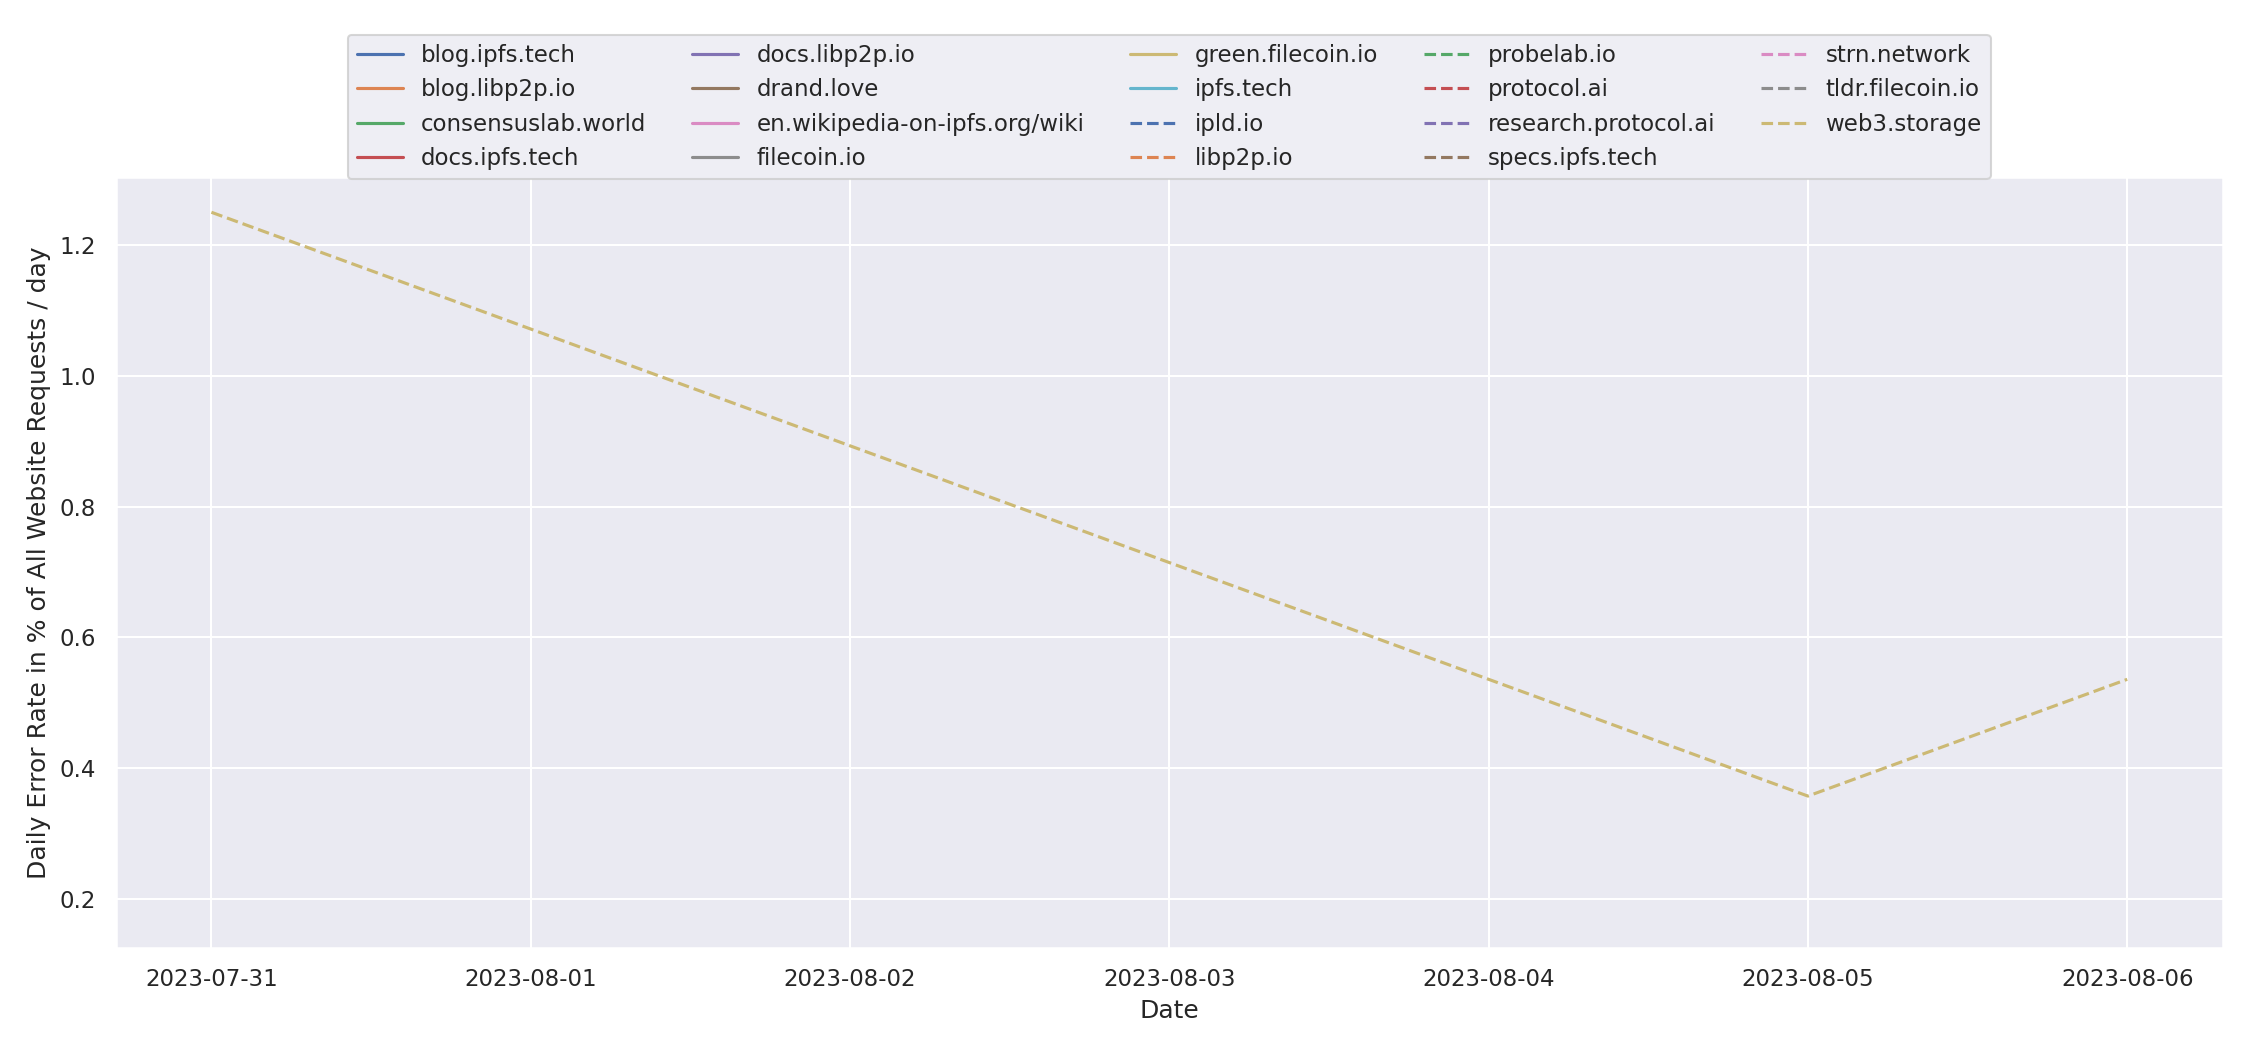 blog.ipfs.tech
blog.libp2p.io
consensuslab.world
docs.ipfs.tech
docs.libp2p.io
drand.love
en.wikipedia-on-ipfs.org/wiki
filecoin.io
green.filecoin.io
ipfs.tech
ipld.io
libp2p.io
probelab.io
protocol.ai
research.protocol.ai
specs.ipfs.tech
strn.network
tldr.filecoin.io
web3.storage
Daily Error Rate in % of All Website Requests / day
1.2
1.0
0.8
0.6
0.4
0.2
2023-07-31 2023-08-01 2023-08-02 2023-08-03 2023-08-04 2023-08-05 2023-08-06
Date